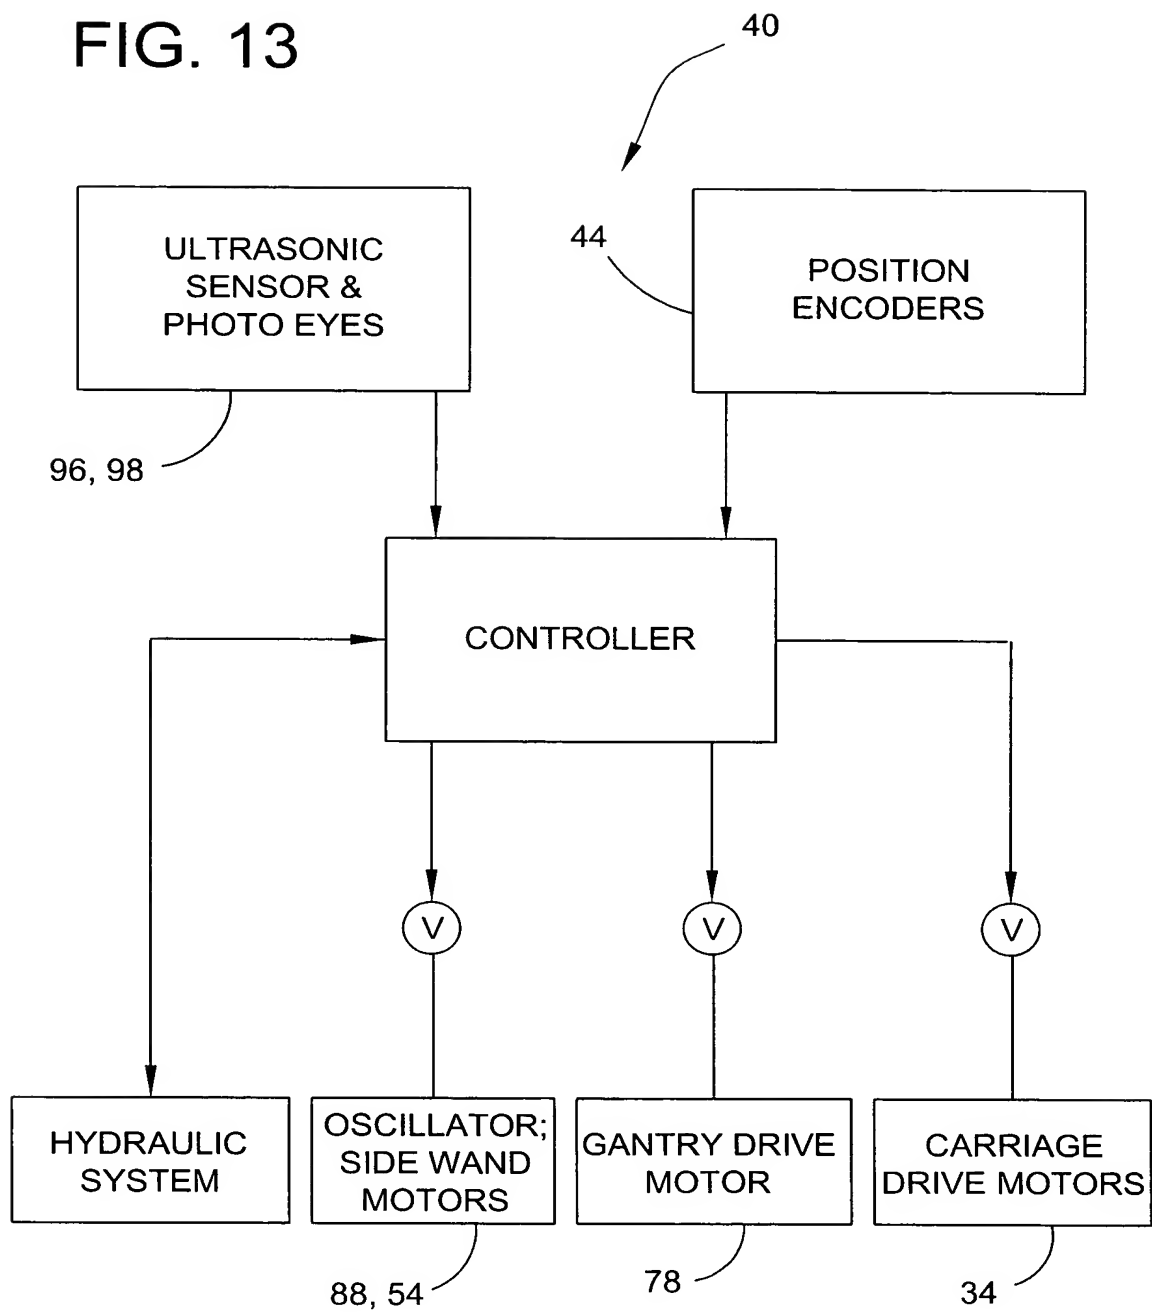 FIG. 13
40
ULTRASONIC
SENSOR &
PHOTO EYES
96, 98
44
POSITION
ENCODERS
CONTROLLER
V
V
V
HYDRAULIC
SYSTEM
OSCILLATOR;
SIDE WAND
MOTORS
88, 54
GANTRY DRIVE
MOTOR
78
CARRIAGE
DRIVE MOTORS
34